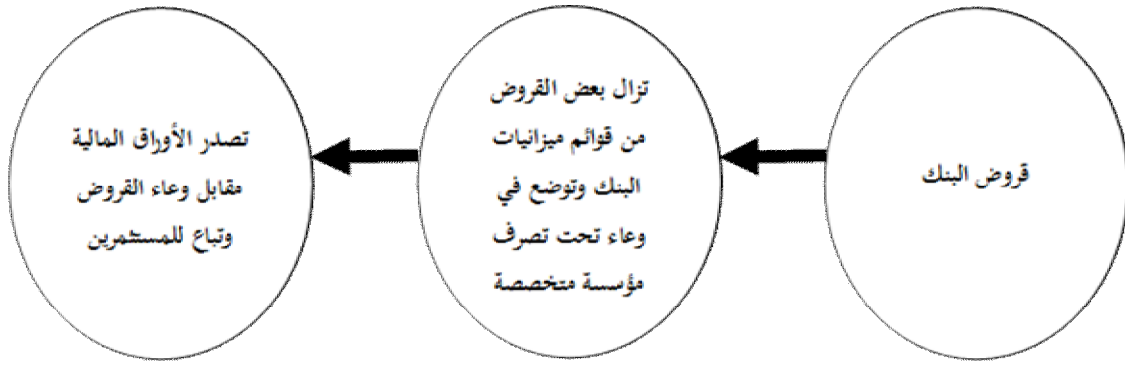 قروض البنك
تزال بعض القروض
من قوائم ميزانيات
البنك وتوضع في
وعاء تحت تصرف
مؤسسة متخصصة
تصدر الأوراق المالية
مقابل وعاء القروض
وتباع للمستثمرين